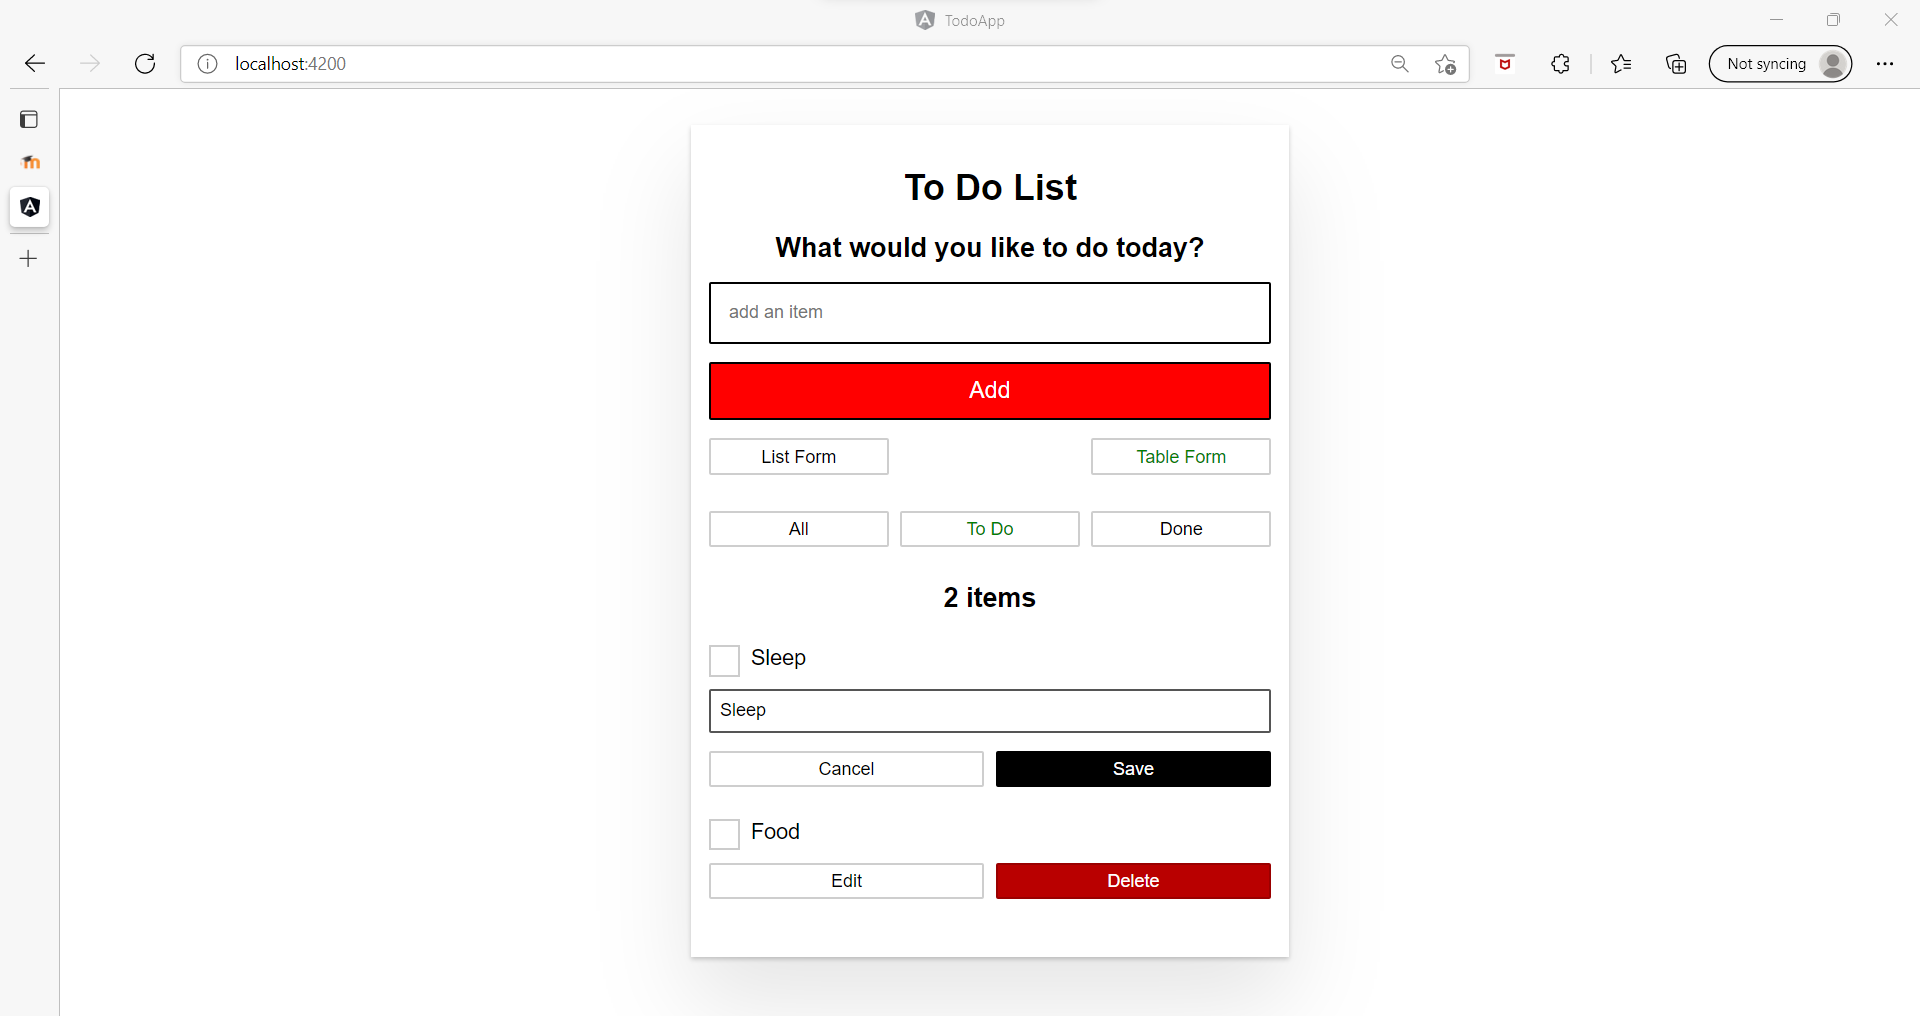 TodoApp
localhost:4200
Not syncing
To Do List
What would you like to do today?
add an item
Add
List Form
Table Form
All
To Do
Done
2 items
Sleep
Sleep
Cancel
Save
Food
Edit
Delete